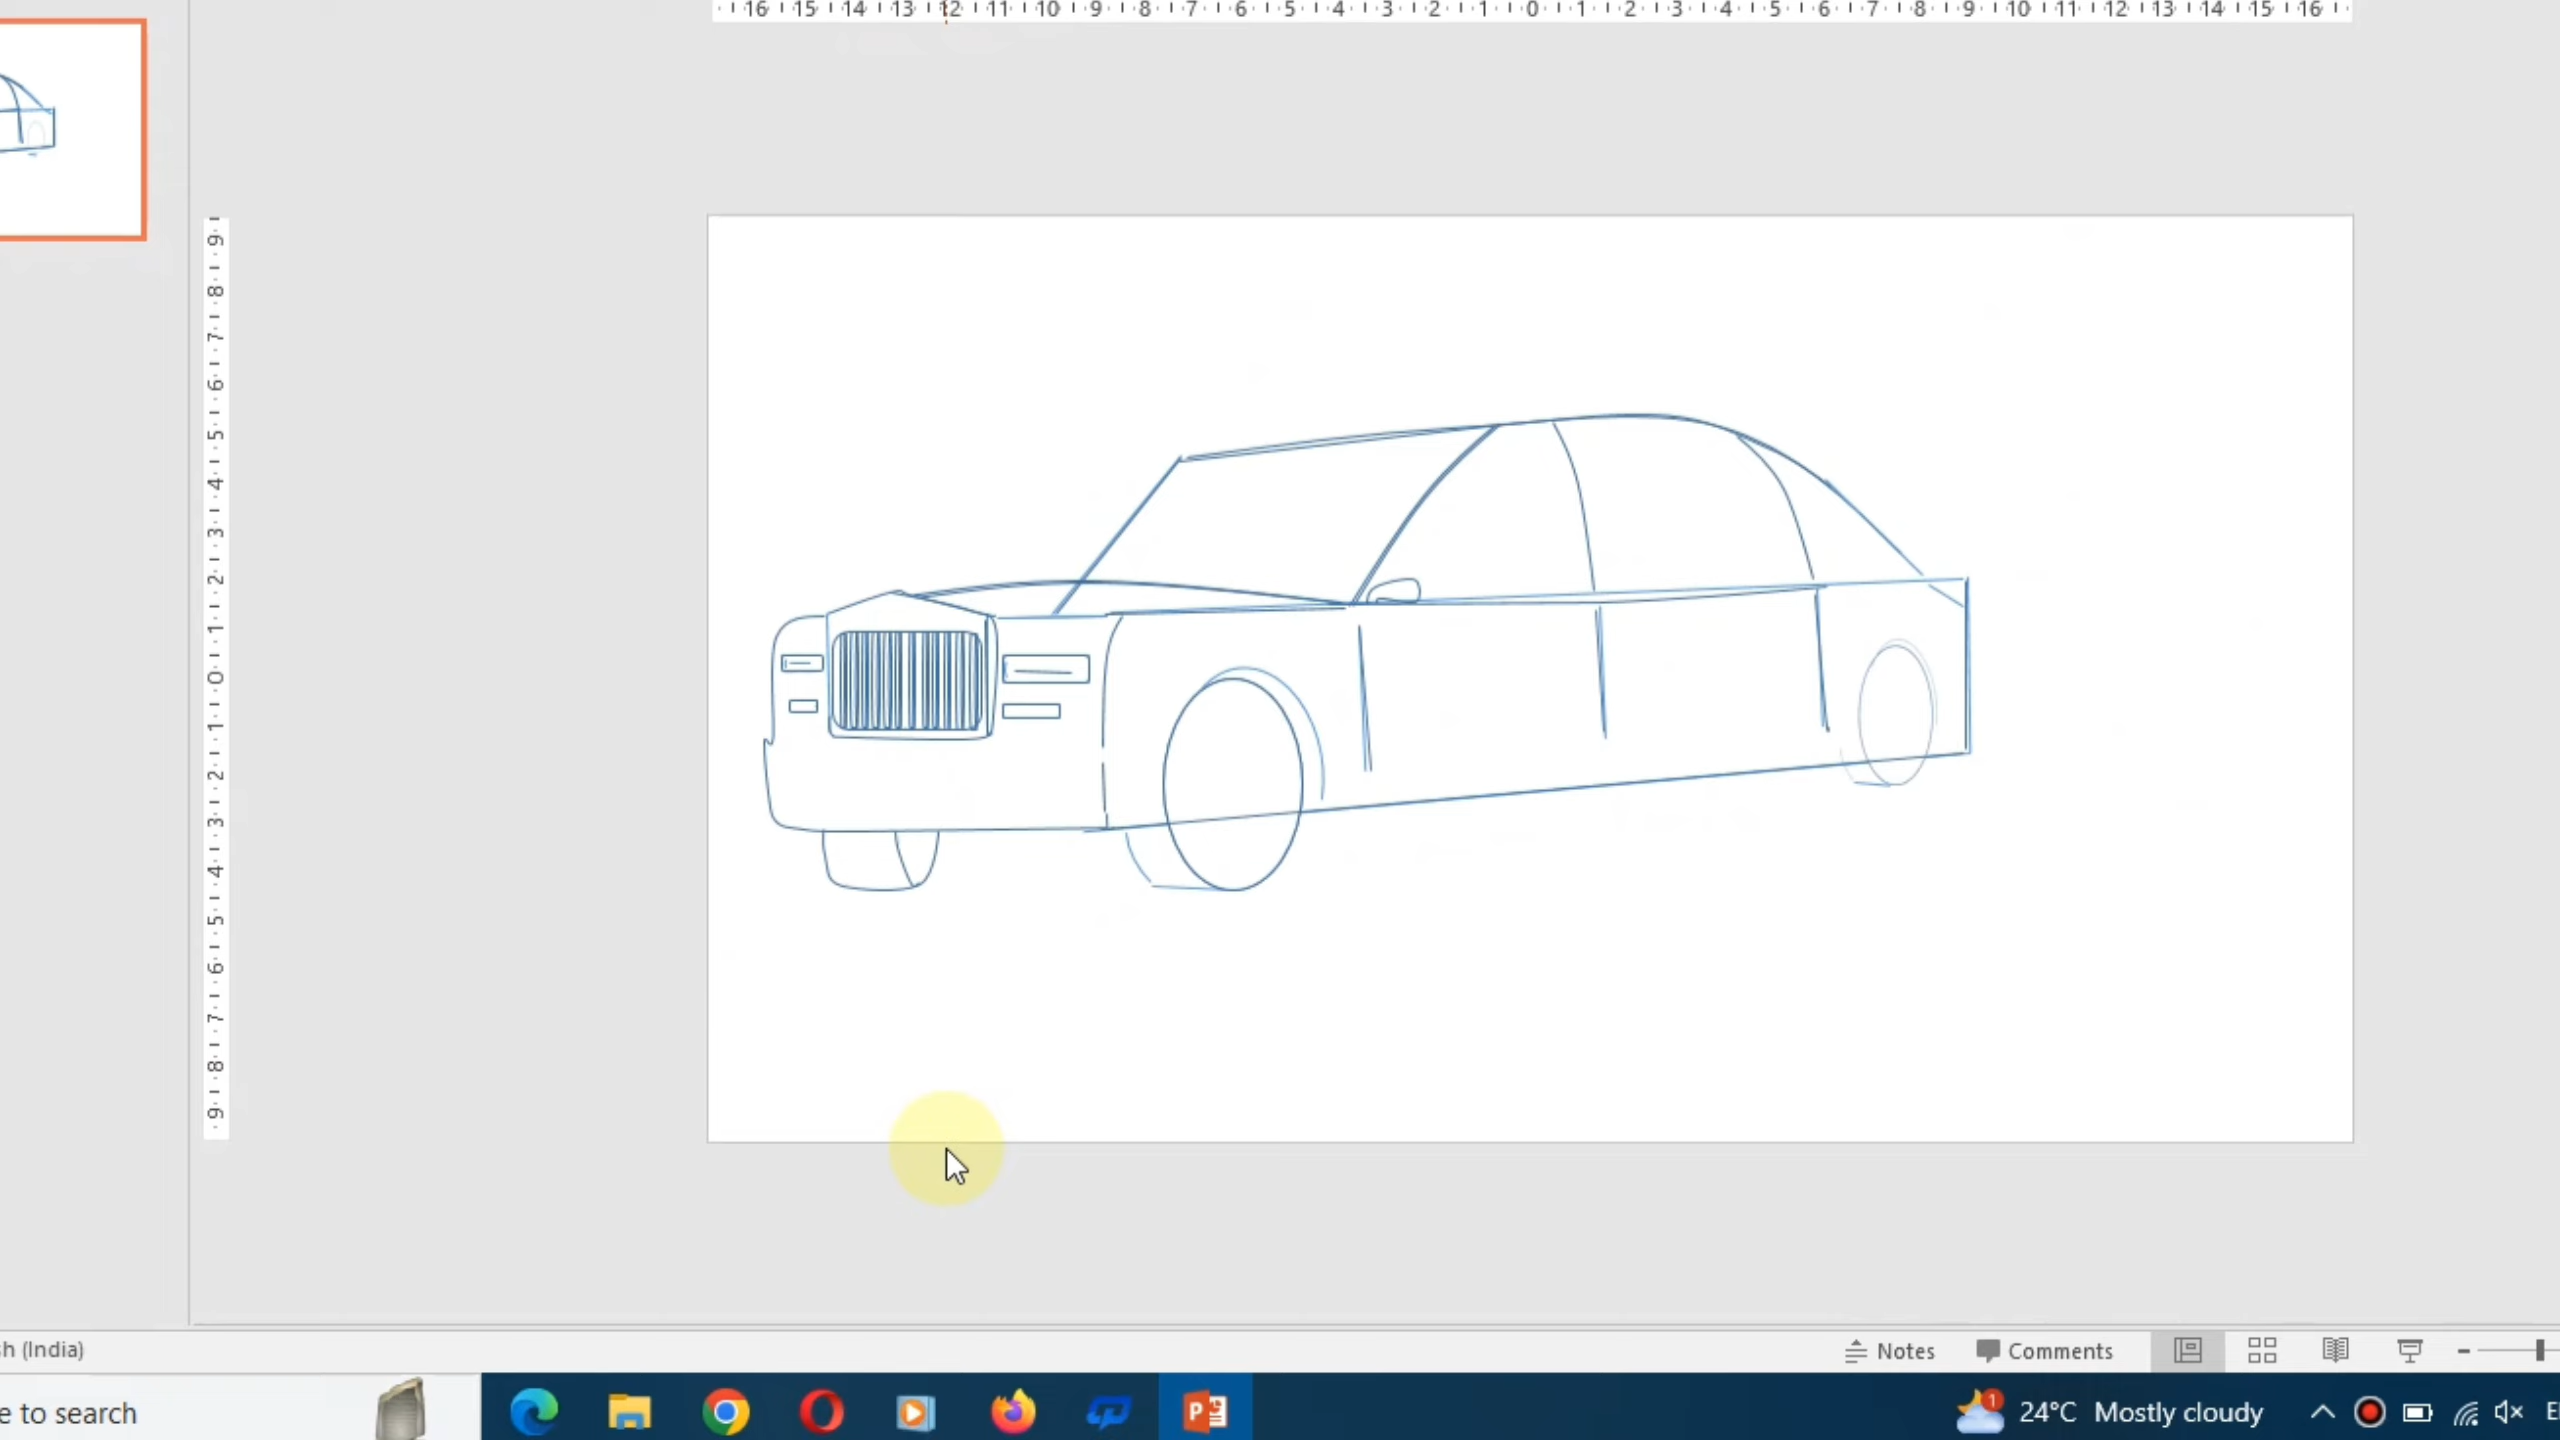 16 15 14 13 12 11 10 9 8 7 6 5 4 3 2 1 0 1 2 3 4 5 6 7 8 9 10 11 12 13 14 15 16
9 8 7 6 5 4 3 2 1 0 1 2 3 4 5 6 7 8 9
sh (India)
Notes
Comments
e to search
1
24°C Mostly cloudy